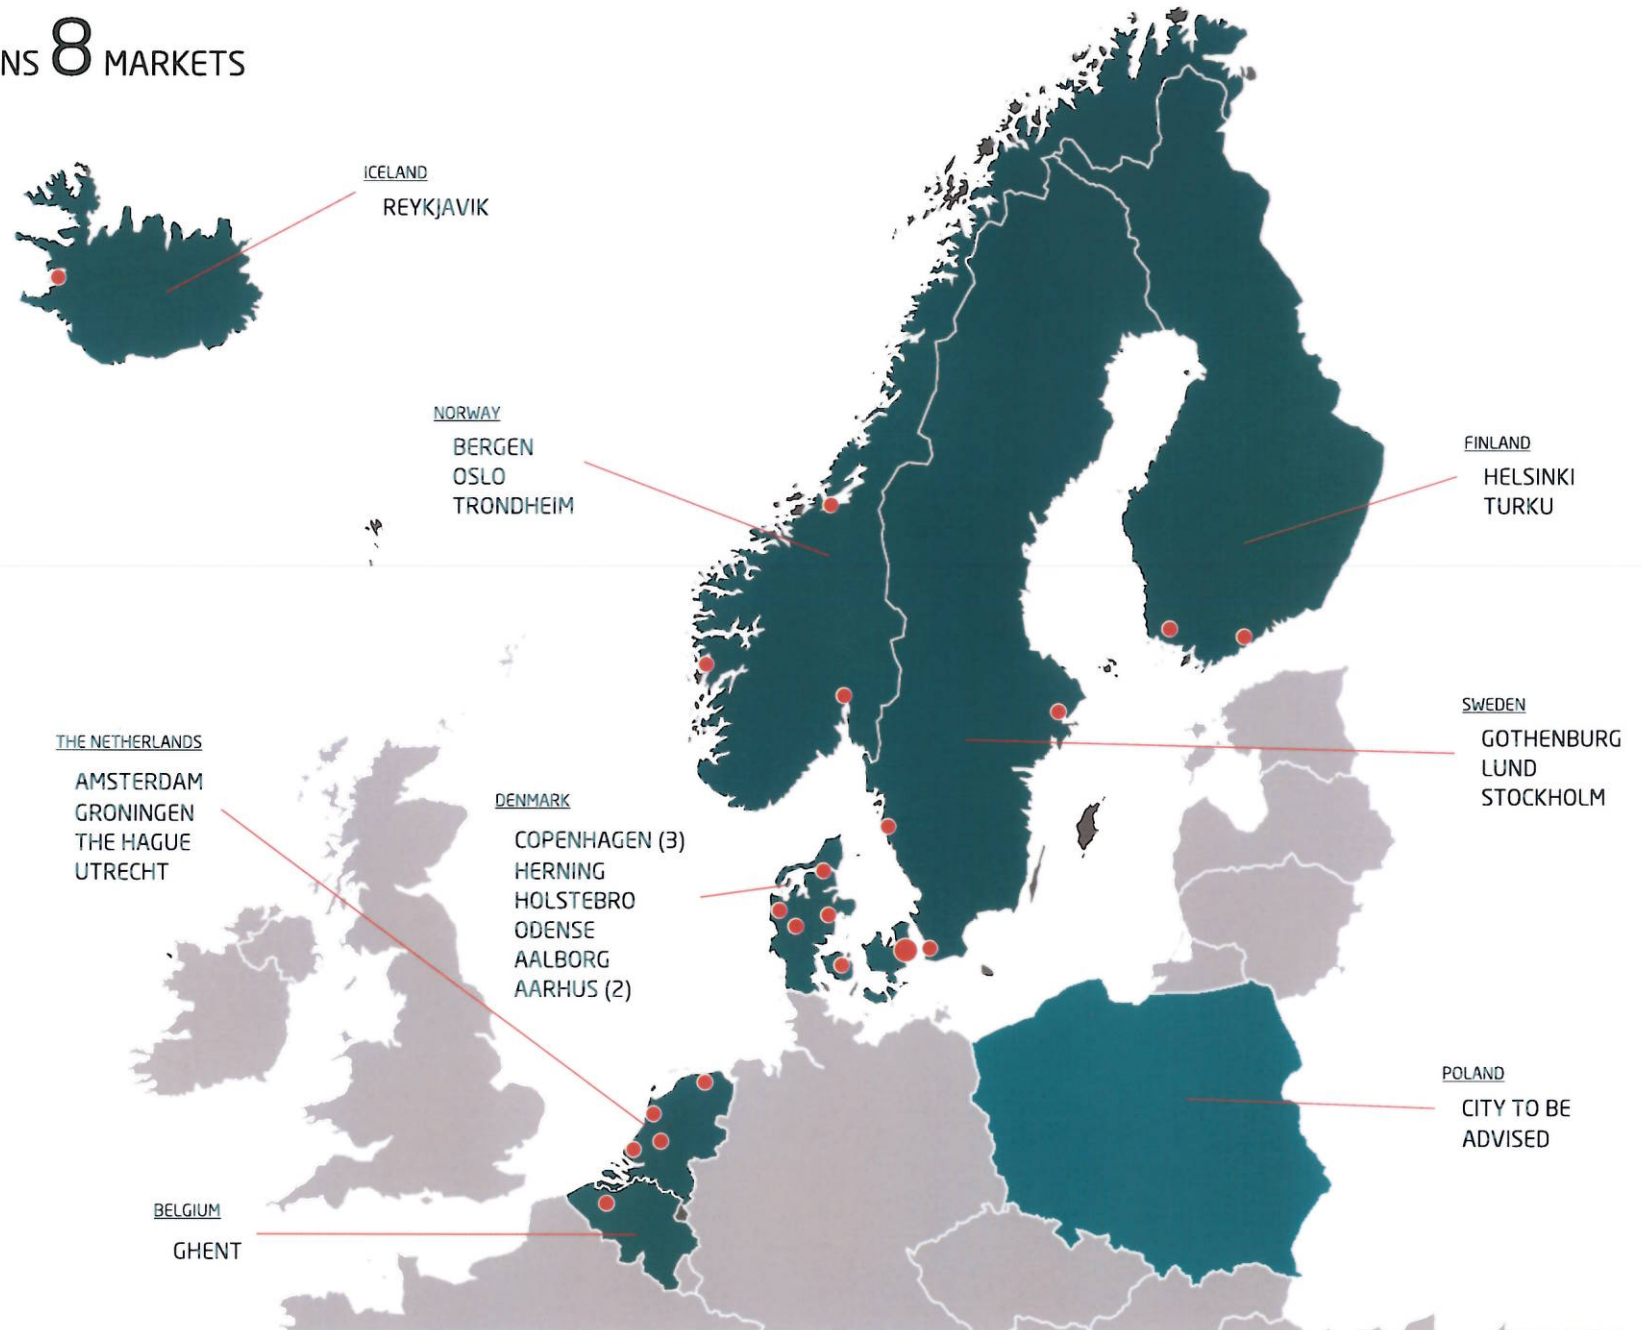 NS 8 MARKETS
ICELAND
REYKJAVIK
NORWAY
BERGEN
OSLO
TRONDHEIM
FINLAND
HELSINKI
TURKU
SWEDEN
GOTHENBURG
LUND
STOCKHOLM
THE NETHERLANDS
AMSTERDAM
GRONINGEN
THE HAGUE
UTRECHT
DENMARK
COPENHAGEN (3)
HERNING
HOLSTEBRO
ODENSE
AALBORG
AARHUS (2)
POLAND
CITY TO BE
ADVISED
BELGIUM
GHENT